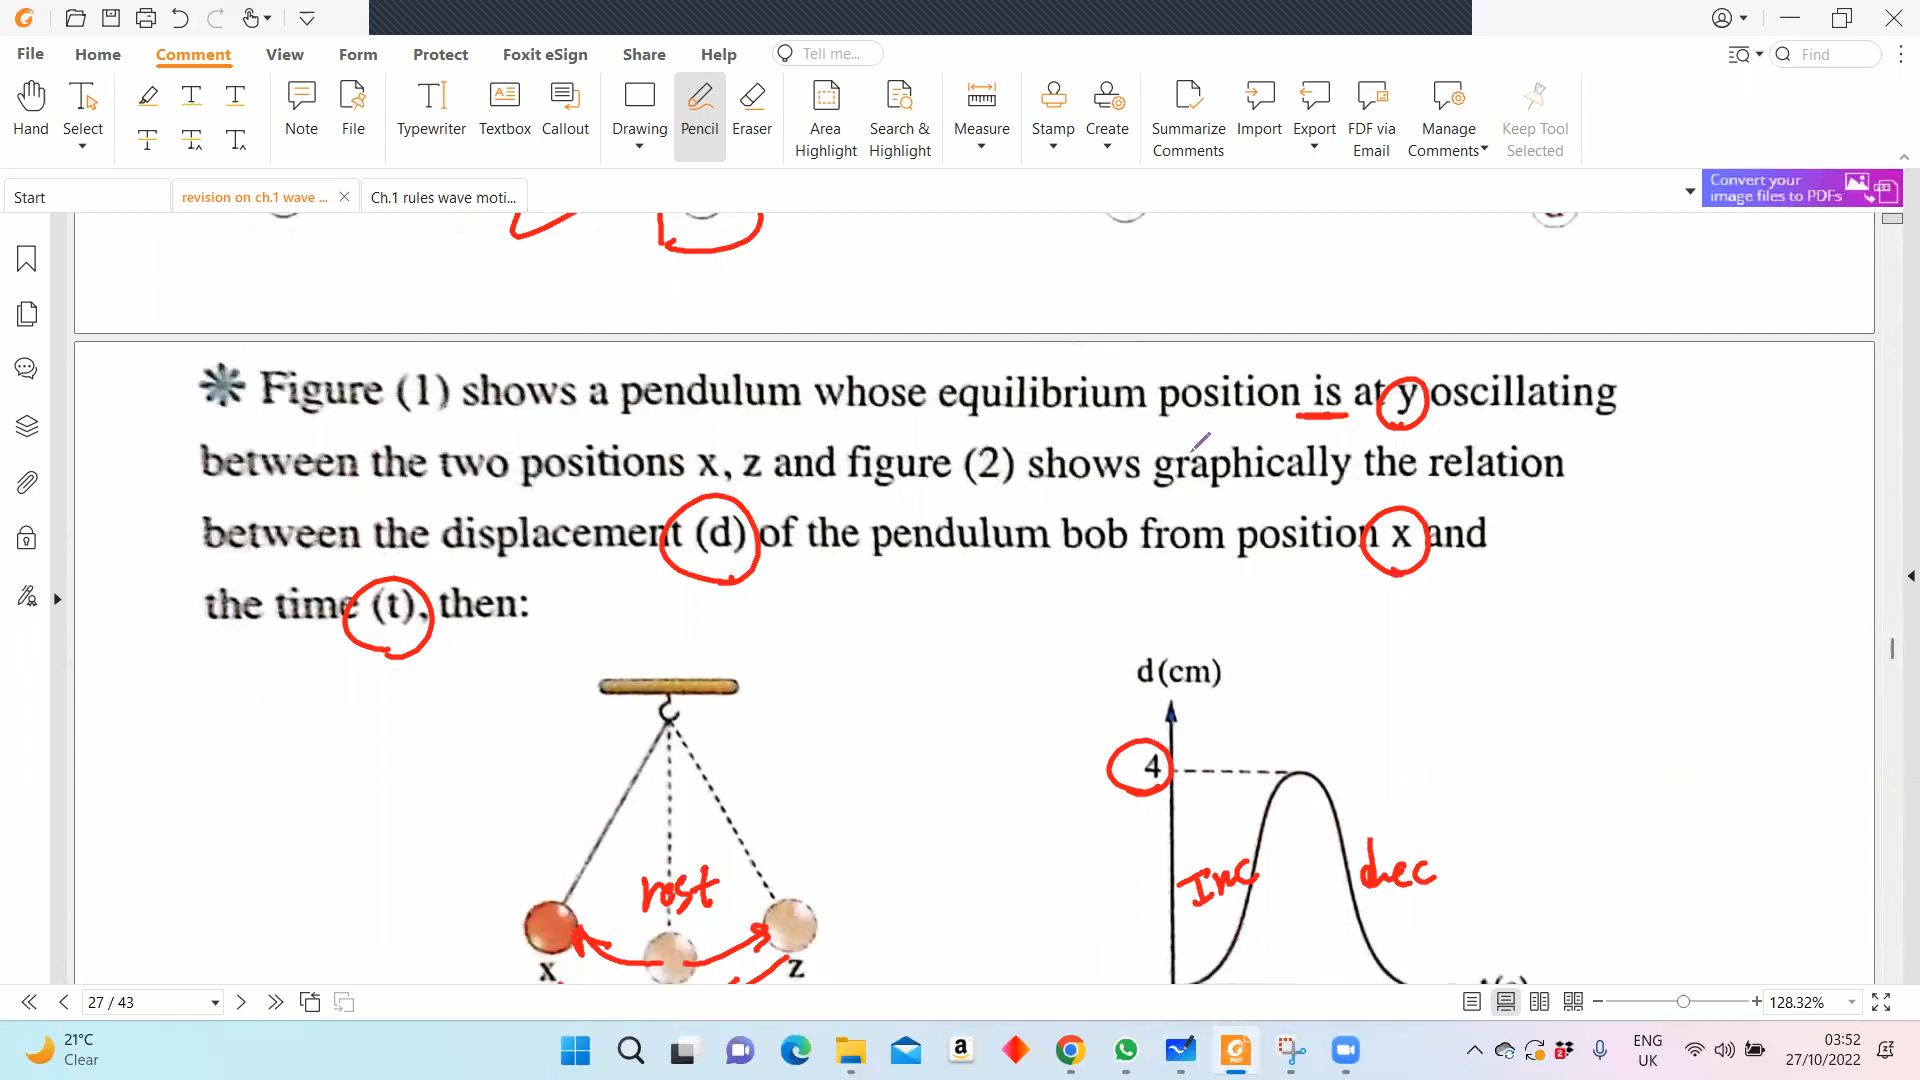 File Home Comment View Form Protect Foxit eSign Share Help Tell me... Find
Hand Select Note File Typewriter Textbox Callout Drawing Pencil Eraser Area Highlight Search & Highlight Measure Stamp Create Summarize Comments Import Export FDF via Email Manage Comments Keep Tool Selected
Start revision on ch.1 wave ... Ch.1 rules wave moti...
Convert your
image files to PDFs
Figure (1) shows a pendulum whose equilibrium position is at y oscillating
between the two positions x, z and figure (2) shows graphically the relation
between the displacement (d) of the pendulum bob from position x and
the time (t), then:
d(cm)
4
Inc
dec
rest
x
z
27 / 43
128.32%
21°C
Clear
ENG
UK
03:52
27/10/2022